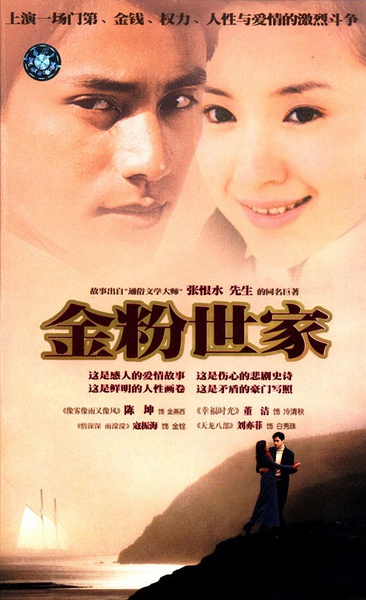 上演一场门第、金钱、权力、人性与爱情的激烈斗争
故事出自“通俗文学大师” 张恨水 先生 的同名巨著
金粉世家
这是感人的爱情故事 这是伤心的悲剧史诗
这是鲜明的人性画卷 这是矛盾的豪门写照
《像雾像雨又像风》陈 坤 饰 金燕西 《幸福时光》董 洁 饰 冷清秋
《情深深 雨濛濛》寇振海 饰 金铨 《天龙八部》刘亦菲 饰 白秀珠